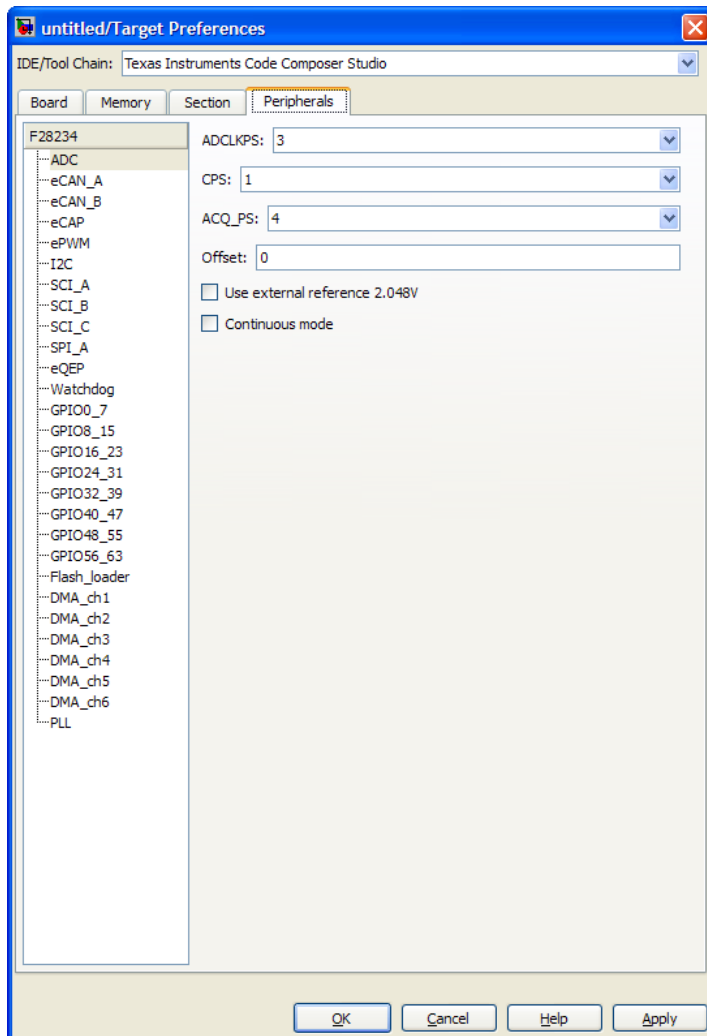 untitled/Target Preferences
IDE/Tool Chain: Texas Instruments Code Composer Studio
Board Memory Section Peripherals
F28234
ADC
eCAN_A
eCAN_B
eCAP
ePWM
I2C
SCI_A
SCI_B
SCI_C
SPI_A
eQEP
Watchdog
GPIO0_7
GPIO8_15
GPIO16_23
GPIO24_31
GPIO32_39
GPIO40_47
GPIO48_55
GPIO56_63
Flash_loader
DMA_ch1
DMA_ch2
DMA_ch3
DMA_ch4
DMA_ch5
DMA_ch6
PLL
ADCLKPS: 3
CPS: 1
ACQ_PS: 4
Offset: 0
Use external reference 2.048V
Continuous mode
OK Cancel Help Apply